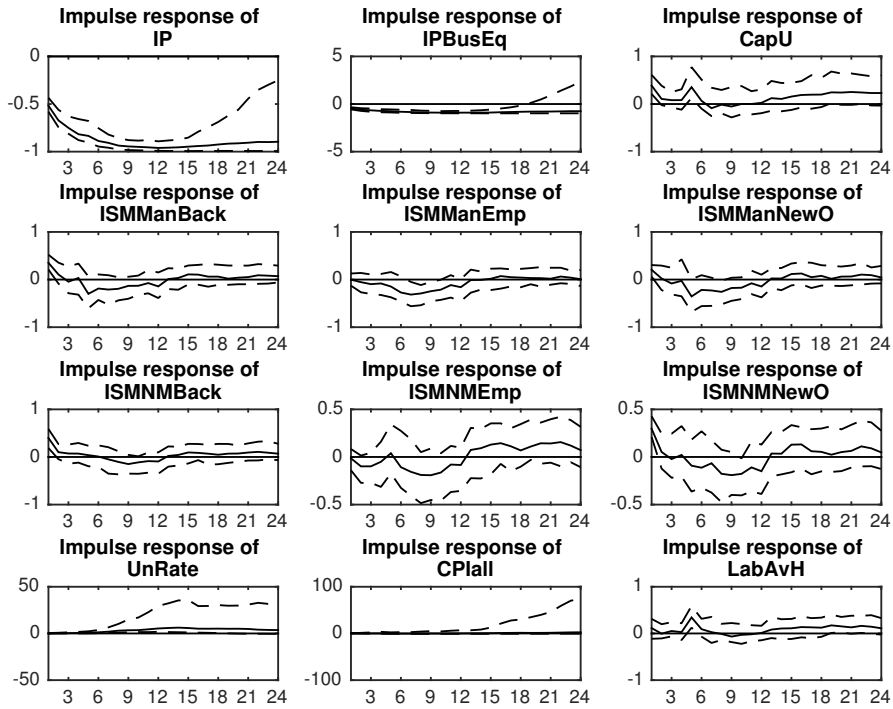 Impulse response of
IP
0
-0.5
-1
3 6 9 12 15 18 21 24
Impulse response of
IPBusEq
5
0
-5
3 6 9 12 15 18 21 24
Impulse response of
CapU
1
0
-1
3 6 9 12 15 18 21 24
Impulse response of
ISMManBack
1
0
-1
3 6 9 12 15 18 21 24
Impulse response of
ISMManEmp
1
0
-1
3 6 9 12 15 18 21 24
Impulse response of
ISMManNewO
1
0
-1
3 6 9 12 15 18 21 24
Impulse response of
ISMNMBack
1
0
1
3 6 9 12 15 18 21 24
Impulse response of
ISMNMEmp
0.5
0
-0.5
3 6 9 12 15 18 21 24
Impulse response of
ISMNMNewO
0.5
0
-0.5
3 6 9 12 15 18 21 24
Impulse response of
UnRate
50
0
-50
3 6 9 12 15 18 21 24
Impulse response of
CPIall
100
0
-100
3 6 9 12 15 18 21 24
Impulse response of
LabAvH
1
0
-1
3 6 9 12 15 18 21 24